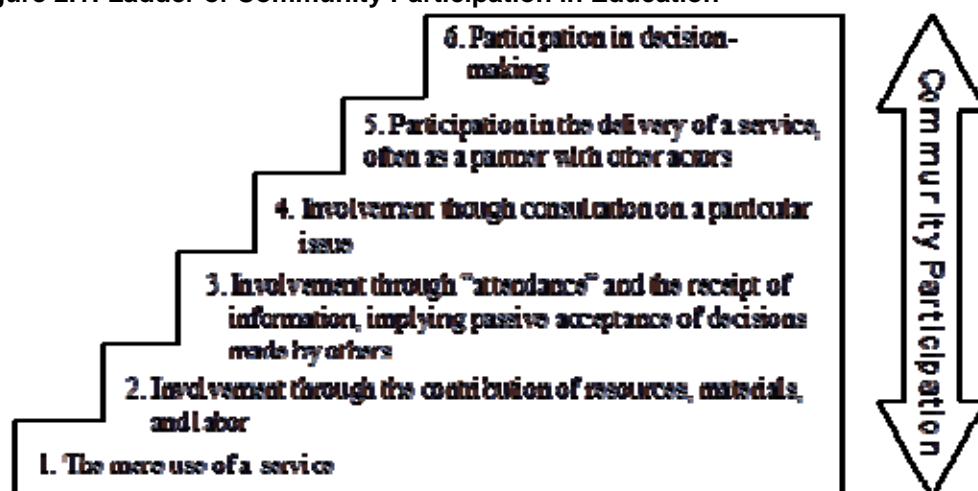 gure 2.1: Ladder of Community Participation in Education
6. Participation in decision-
making
5. Participation in the delivery of a service,
often as a partner with other actors
4. Involvement though consultation on a particular
issue
3. Involvement through "attendance" and the receipt of
information, implying passive acceptance of decisions
made by others
2. Involvement through the contribution of resources, materials,
and labor
1. The mere use of a service
Community Participation